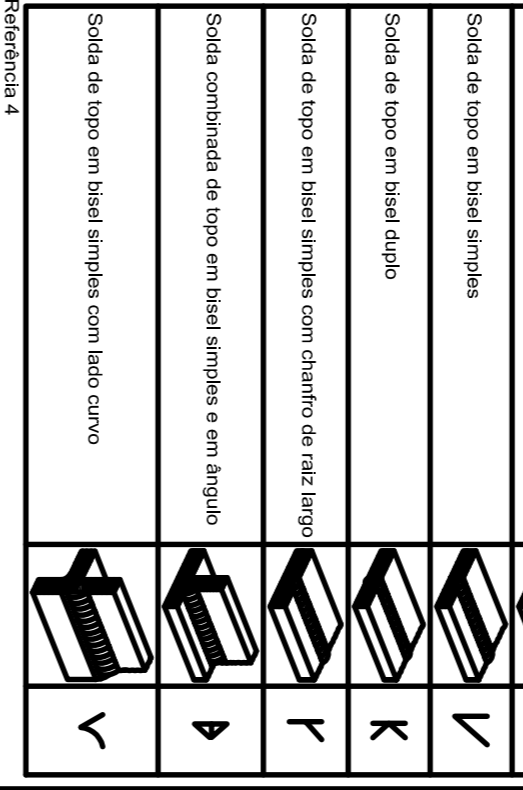 Solda de topo em bisel simples
Solda de topo em bisel duplo
Solda de topo em bisel simples com chanfro de raiz largo
Solda combinada de topo em bisel simples e em ângulo
Solda de topo em bisel simples com lado curvo
Referência 4